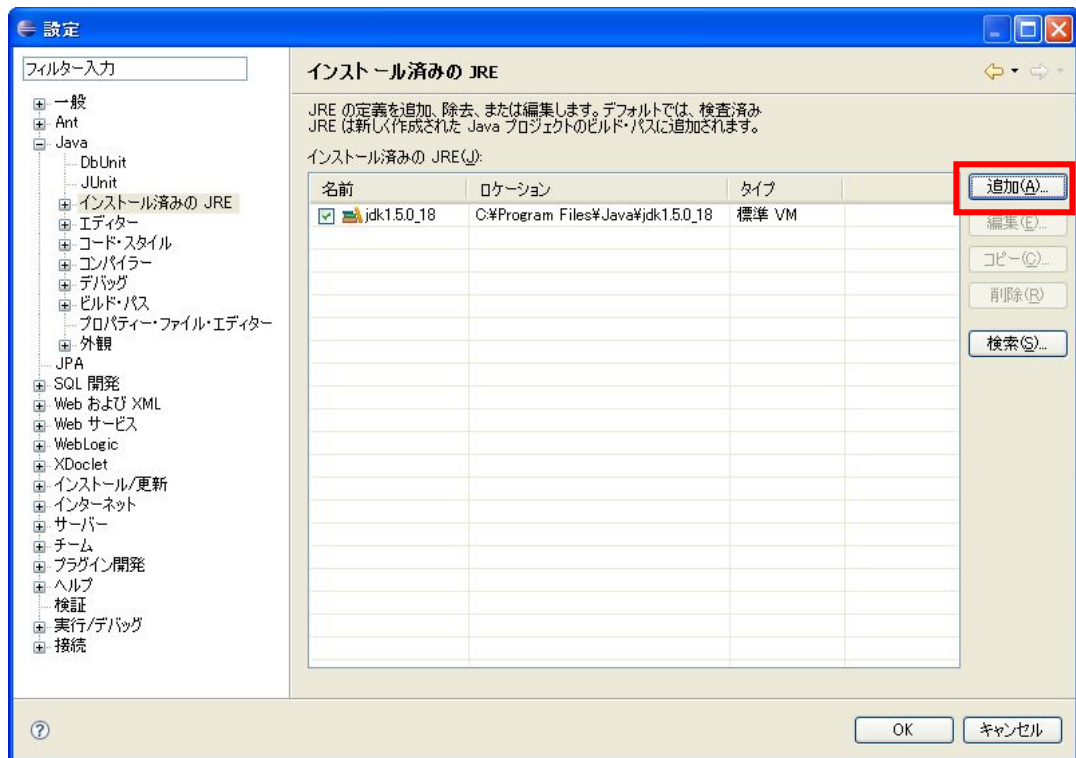 設定
フィルター入力
一般
Ant
Java
DbUnit
JUnit
インストール済みの JRE
エディター
コード・スタイル
コンパイラー
デバッグ
ビルド・パス
プロパティー・ファイル・エディター
外観
JPA
SQL 開発
Web および XML
Web サービス
WebLogic
XDoclet
インストール/更新
インターネット
サーバー
チーム
プラグイン開発
ヘルプ
検証
実行/デバッグ
接続
インストール済みの JRE
JRE の定義を追加、除去、または編集します。デフォルトでは、検査済み
JRE は新しく作成された Java プロジェクトのビルド・パスに追加されます。
インストール済みの JRE(J):
名前 ロケーション タイプ
jdk1.5.0_18 C:¥Program Files¥Java¥jdk1.5.0_18 標準 VM
追加(A)...
編集(E)...
コピー(C)...
削除(R)
検索(S)...
OK キャンセル